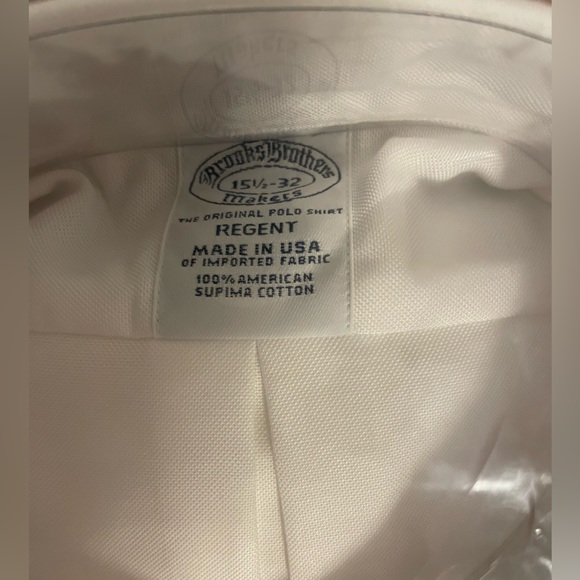 Brooks Brothers
15½-32
Makers
THE ORIGINAL POLO SHIRT
REGENT
MADE IN USA
OF IMPORTED FABRIC
100% AMERICAN
SUPIMA COTTON